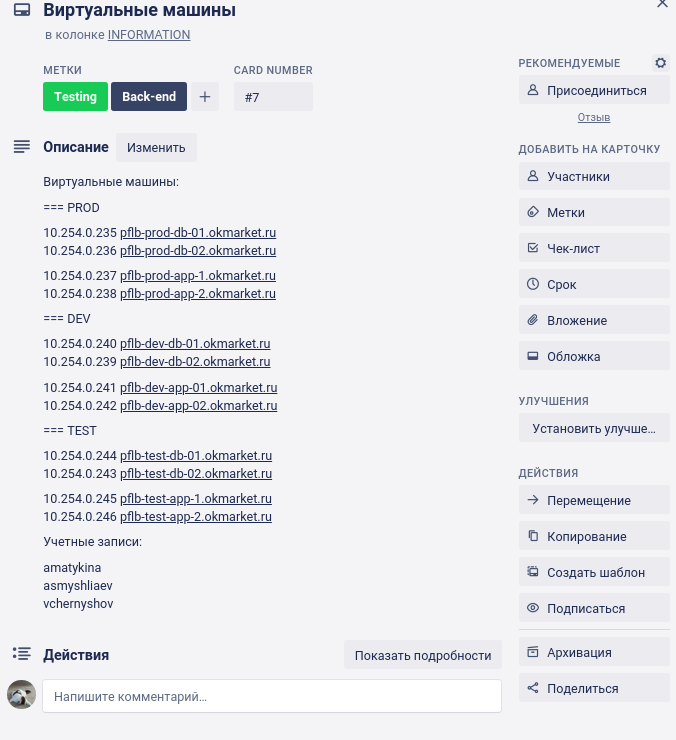 Виртуальные машины
в колонке INFORMATION
МЕТКИ
CARD NUMBER
Testing
Back-end
#7
Описание
Изменить
Виртуальные машины:
=== PROD
10.254.0.235 pflb-prod-db-01.okmarket.ru
10.254.0.236 pflb-prod-db-02.okmarket.ru
10.254.0.237 pflb-prod-app-1.okmarket.ru
10.254.0.238 pflb-prod-app-2.okmarket.ru
=== DEV
10.254.0.240 pflb-dev-db-01.okmarket.ru
10.254.0.239 pflb-dev-db-02.okmarket.ru
10.254.0.241 pflb-dev-app-01.okmarket.ru
10.254.0.242 pflb-dev-app-02.okmarket.ru
=== TEST
10.254.0.244 pflb-test-db-01.okmarket.ru
10.254.0.243 pflb-test-db-02.okmarket.ru
10.254.0.245 pflb-test-app-1.okmarket.ru
10.254.0.246 pflb-test-app-2.okmarket.ru
Учетные записи:
amatykina
asmyshliaev
vchernyshov
Действия
Показать подробности
Напишите комментарий…
РЕКОМЕНДУЕМЫЕ
Присоединиться
Отзыв
ДОБАВИТЬ НА КАРТОЧКУ
Участники
Метки
Чек-лист
Срок
Вложение
Обложка
УЛУЧШЕНИЯ
Установить улучше…
ДЕЙСТВИЯ
Перемещение
Копирование
Создать шаблон
Подписаться
Архивация
Поделиться